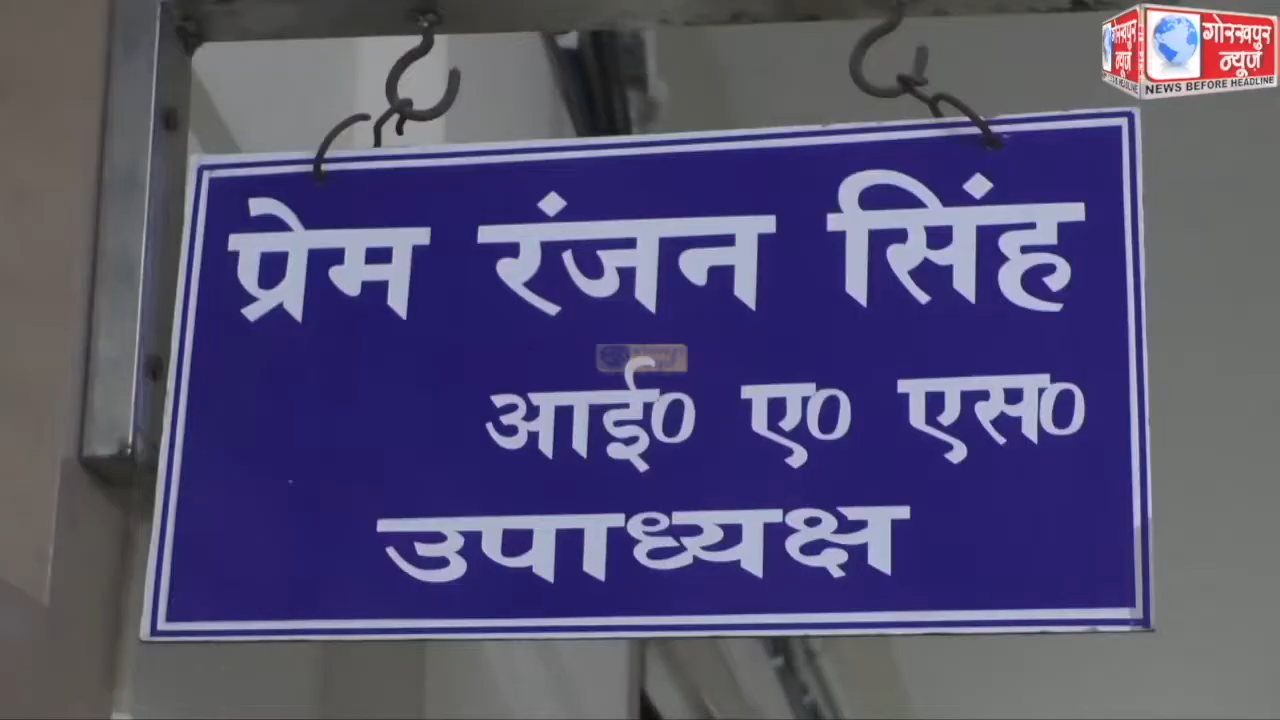 गोरखपुर
न्यूज़
NEWS BEFORE HEADLINE
प्रेम रंजन सिंह
आई० ए० एस०
उपाध्यक्ष